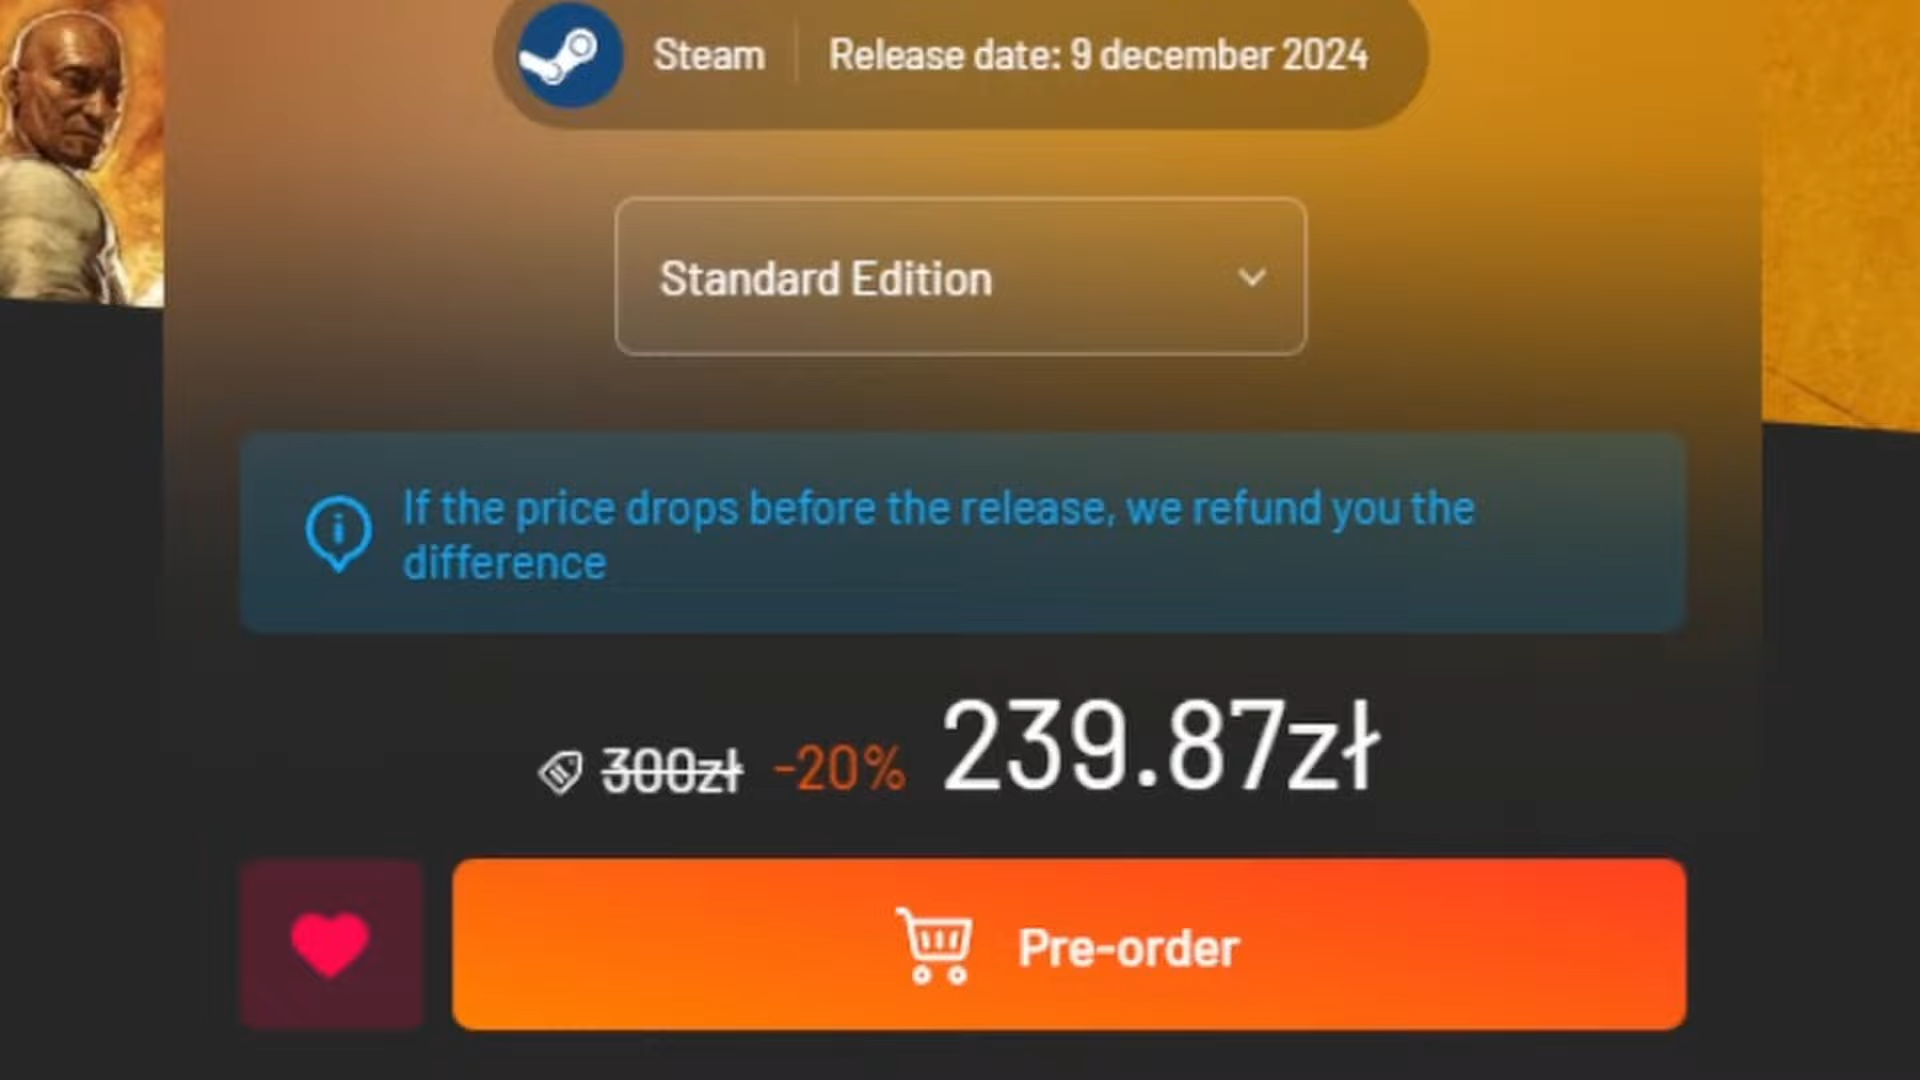 Steam
Release date: 9 december 2024
Standard Edition
If the price drops before the release, we refund you the
difference
300zł -20% 239.87zł
Pre-order